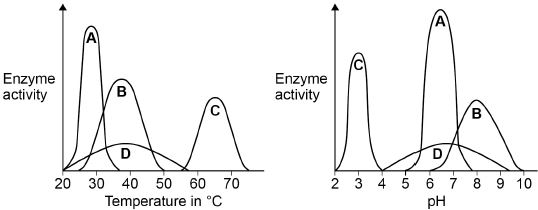 Enzyme
activity
A
B
C
D
20 30 40 50 60 70
Temperature in °C
Enzyme
activity
A
C
B
D
2 3 4 5 6 7 8 9 10
pH